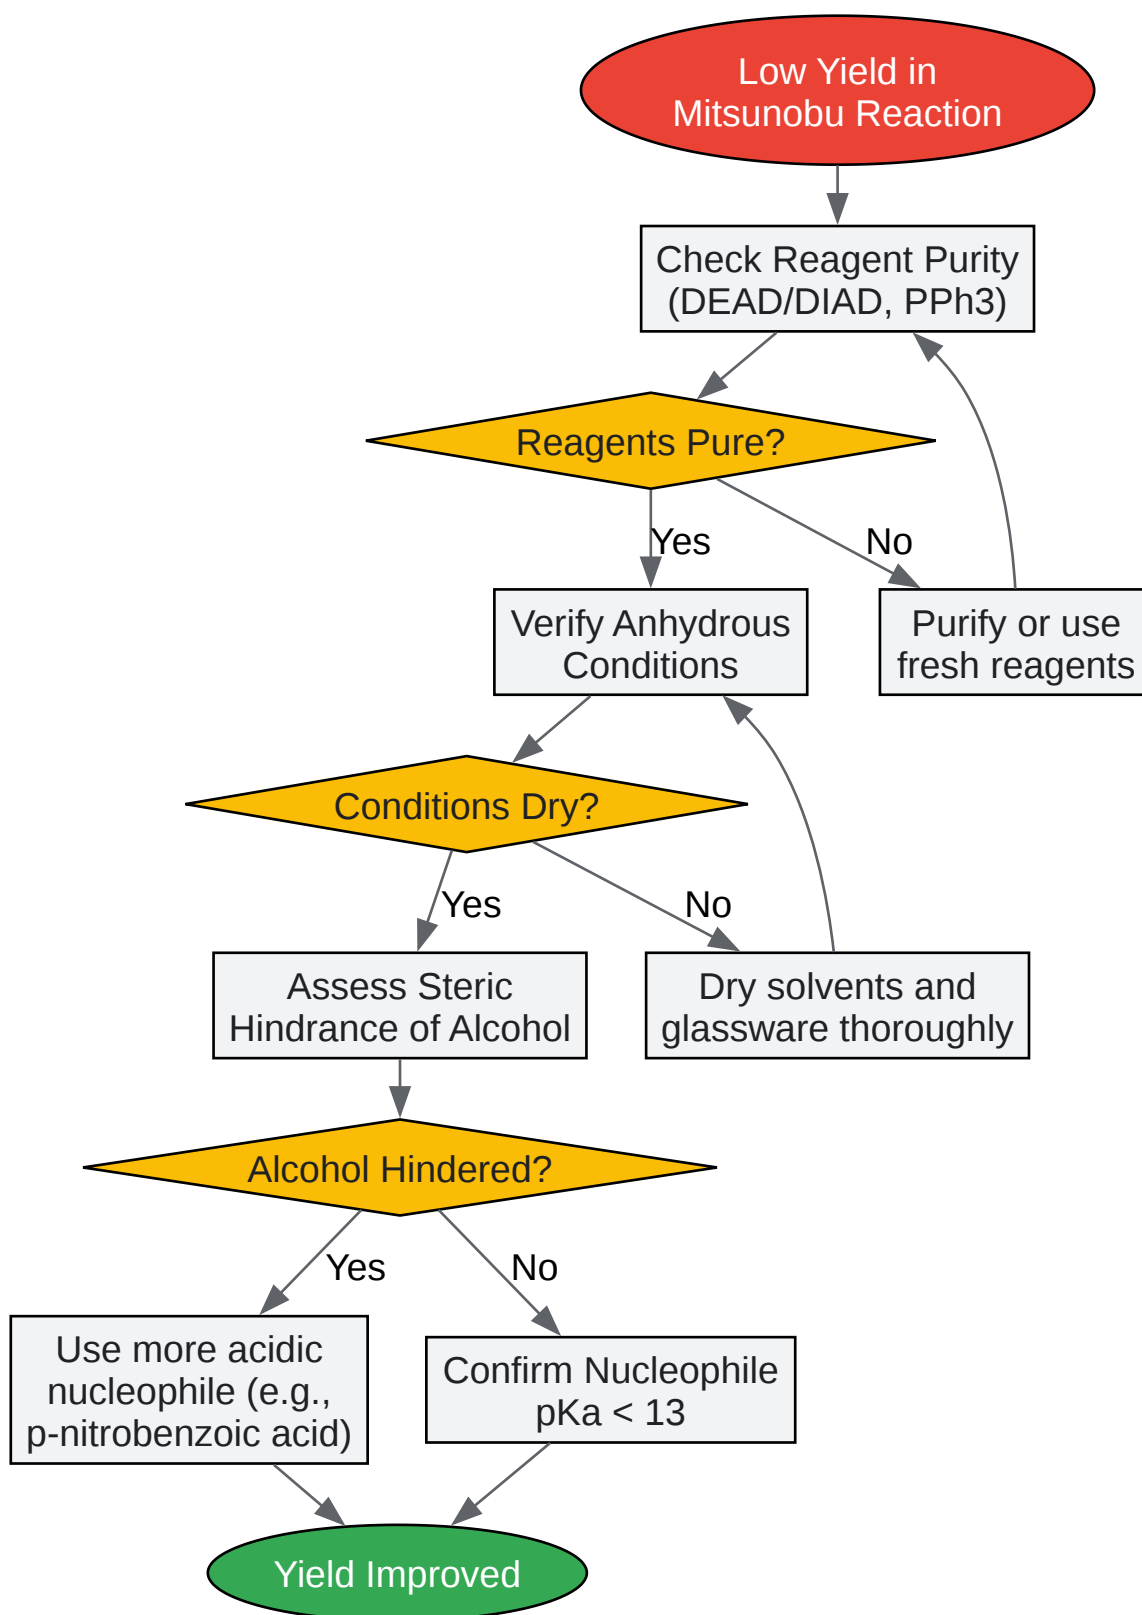 Low Yield in
Mitsunobu Reaction
Check Reagent Purity
(DEAD/DIAD, PPh3)
Reagents Pure?
Yes
No
Verify Anhydrous
Conditions
Purify or use
fresh reagents
Conditions Dry?
Yes
No
Assess Steric
Hindrance of Alcohol
Dry solvents and
glassware thoroughly
Alcohol Hindered?
Yes
No
Use more acidic
nucleophile (e.g.,
p-nitrobenzoic acid)
Confirm Nucleophile
pKa < 13
Yield Improved